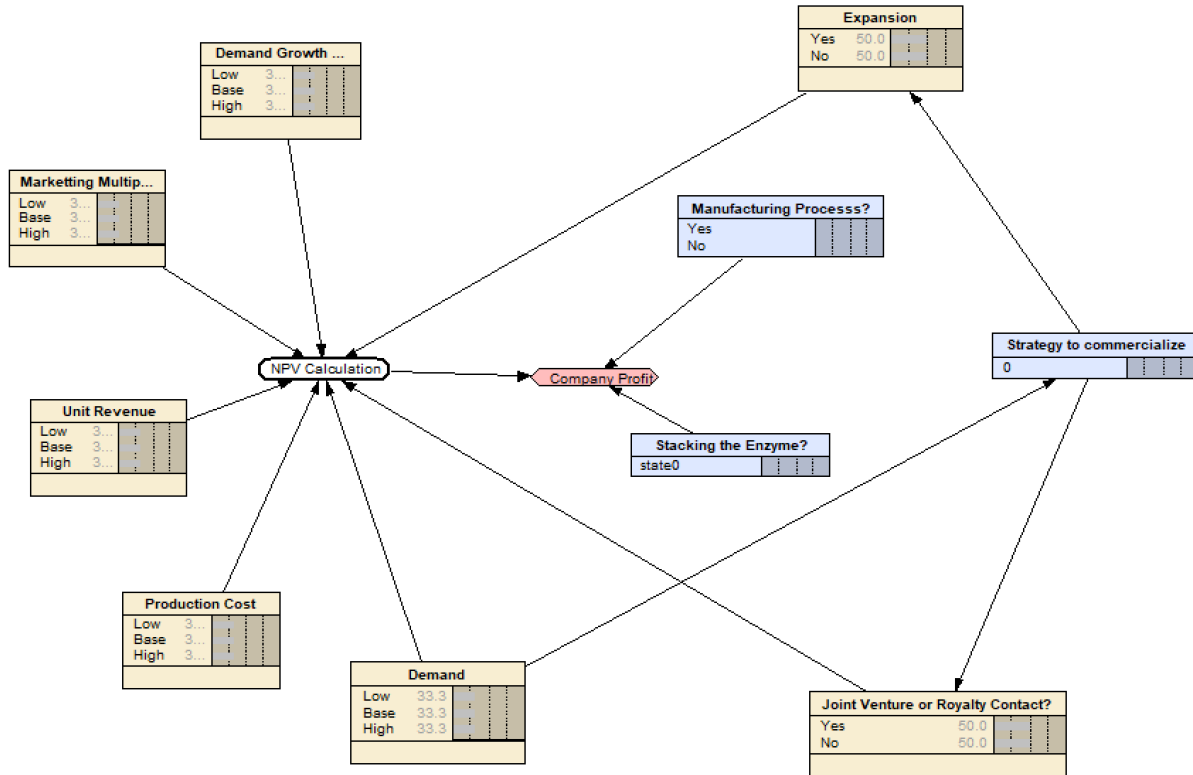 Expansion
Yes 50.0
No 50.0
Demand Growth ...
Low 3...
Base 3...
High 3...
Marketting Multip...
Low 3...
Base 3...
High 3...
Manufacturing Processs?
Yes
No
Strategy to commercialize
0
NPV Calculation
Company Profit
Unit Revenue
Low 3...
Base 3...
High 3...
Stacking the Enzyme?
state0
Production Cost
Low 3...
Base 3...
High 3...
Demand
Low 33.3
Base 33.3
High 33.3
Joint Venture or Royalty Contact?
Yes 50.0
No 50.0